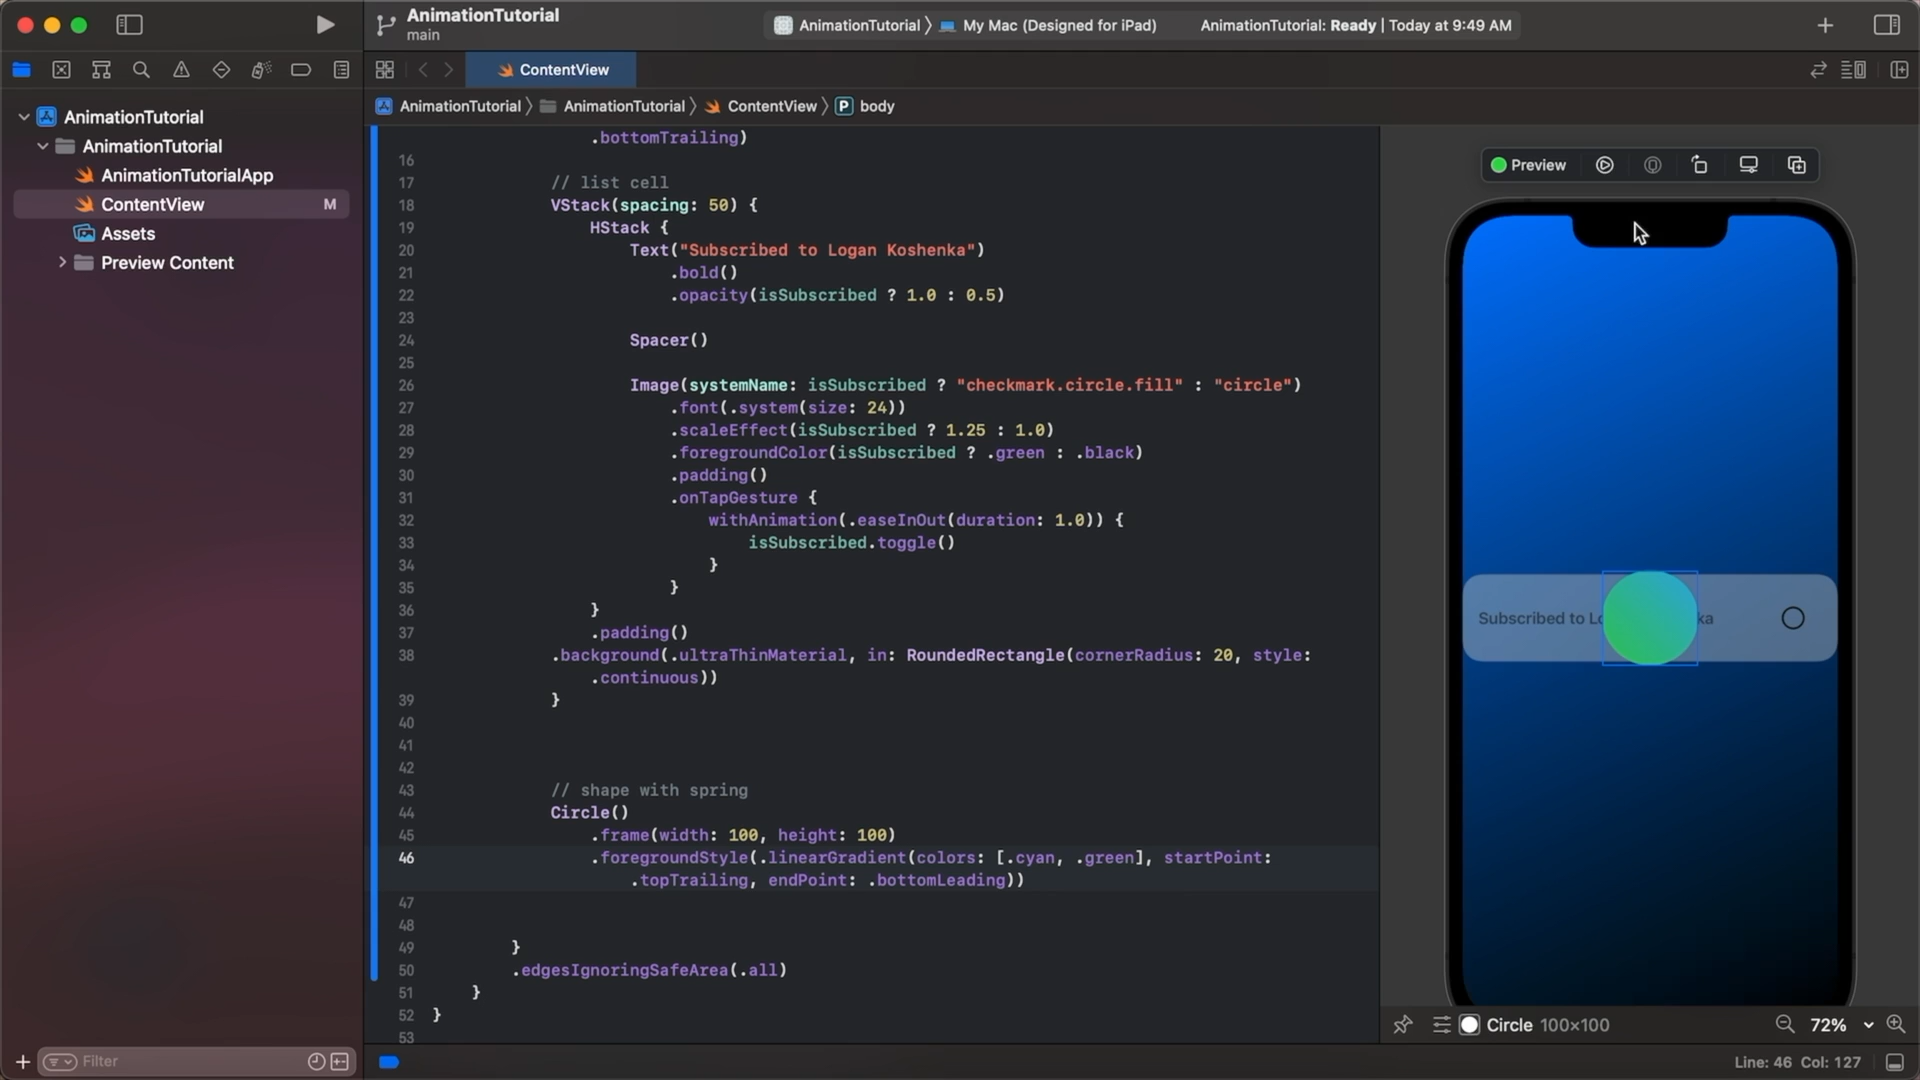 AnimationTutorial
main
AnimationTutorial 〉 My Mac (Designed for iPad)
AnimationTutorial: Ready | Today at 9:49 AM
ContentView
AnimationTutorial 〉 AnimationTutorial 〉 ContentView 〉 P body
AnimationTutorial
AnimationTutorial
AnimationTutorialApp
ContentView M
Assets
Preview Content
Filter
.bottomTrailing)
16
17 // list cell
18 VStack(spacing: 50) {
19 HStack {
20 Text("Subscribed to Logan Koshenka")
21 .bold()
22 .opacity(isSubscribed ? 1.0 : 0.5)
23
24 Spacer()
25
26 Image(systemName: isSubscribed ? "checkmark.circle.fill" : "circle")
27 .font(.system(size: 24))
28 .scaleEffect(isSubscribed ? 1.25 : 1.0)
29 .foregroundColor(isSubscribed ? .green : .black)
30 .padding()
31 .onTapGesture {
32 withAnimation(.easeInOut(duration: 1.0)) {
33 isSubscribed.toggle()
34 }
35 }
36 }
37 .padding()
38 .background(.ultraThinMaterial, in: RoundedRectangle(cornerRadius: 20, style:
.continuous))
39 }
40
41
42
43 // shape with spring
44 Circle()
45 .frame(width: 100, height: 100)
46 .foregroundStyle(.linearGradient(colors: [.cyan, .green], startPoint:
.topTrailing, endPoint: .bottomLeading))
47
48
49 }
50 .edgesIgnoringSafeArea(.all)
51 }
52 }
53
Preview
Subscribed to Lo ka
Circle 100×100
72%
Line: 46 Col: 127